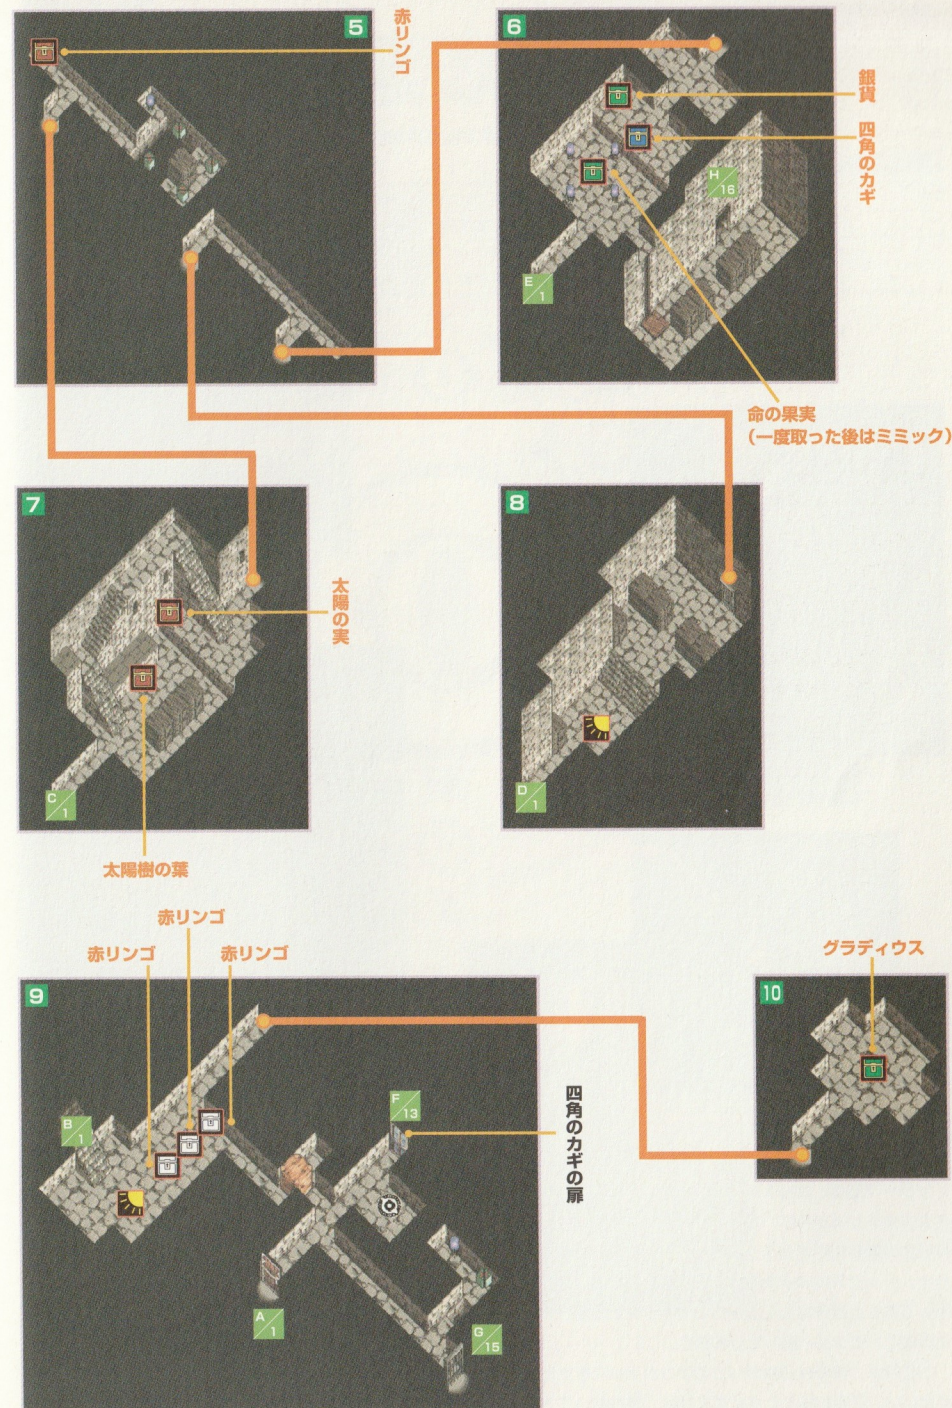 5
赤リンゴ
6
銀貨
四角のカギ
H/16
E/1
命の果実
(一度取った後はミミック)
7
太陽の実
C/1
太陽樹の葉
8
D/1
赤リンゴ
赤リンゴ
赤リンゴ
グラディウス
9
B/1
F/13
四角のカギの扉
A/1
G/15
10